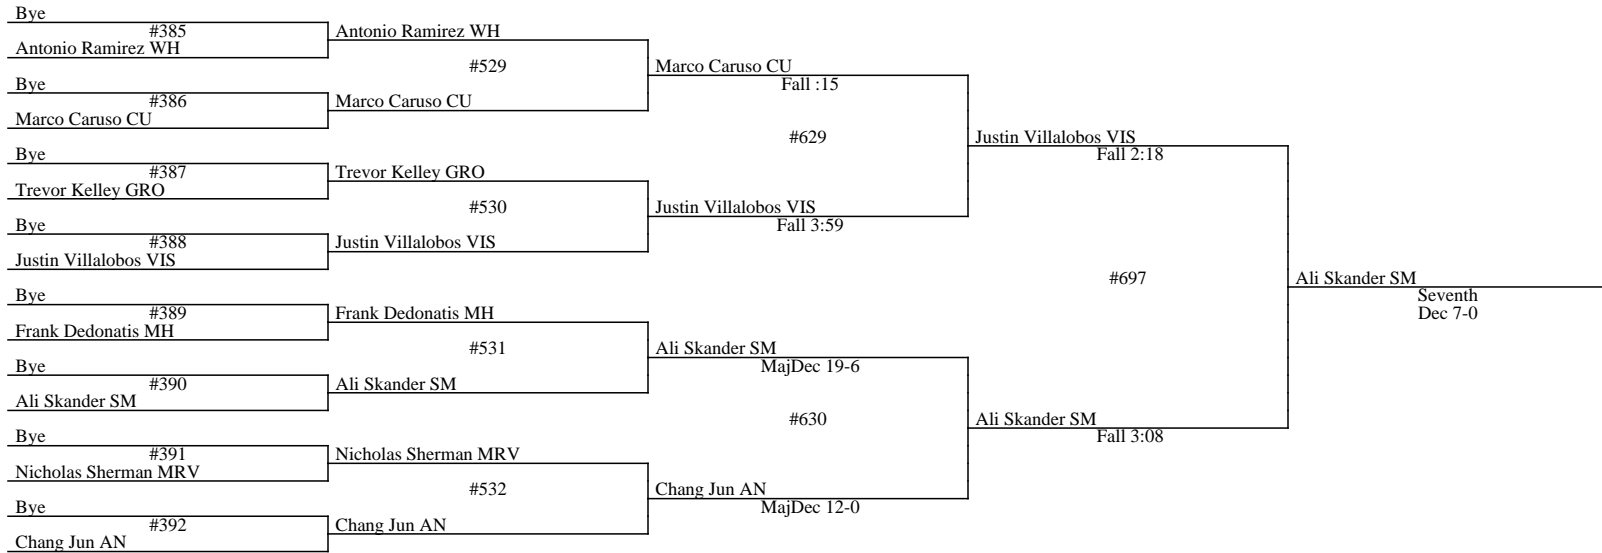 Bye
#385
Antonio Ramirez WH
Bye
#386
Marco Caruso CU
Bye
#387
Trevor Kelley GRO
Bye
#388
Justin Villalobos VIS
Bye
#389
Frank Dedonatis MH
Bye
#390
Ali Skander SM
Bye
#391
Nicholas Sherman MRV
Bye
#392
Chang Jun AN
Antonio Ramirez WH
#529
Marco Caruso CU
Trevor Kelley GRO
#530
Justin Villalobos VIS
Frank Dedonatis MH
#531
Ali Skander SM
Nicholas Sherman MRV
#532
Chang Jun AN
Marco Caruso CU
Fall :15
#629
Justin Villalobos VIS
Fall 3:59
Ali Skander SM
MajDec 19-6
#630
Chang Jun AN
MajDec 12-0
Justin Villalobos VIS
Fall 2:18
#697
Ali Skander SM
Fall 3:08
Ali Skander SM
Seventh
Dec 7-0